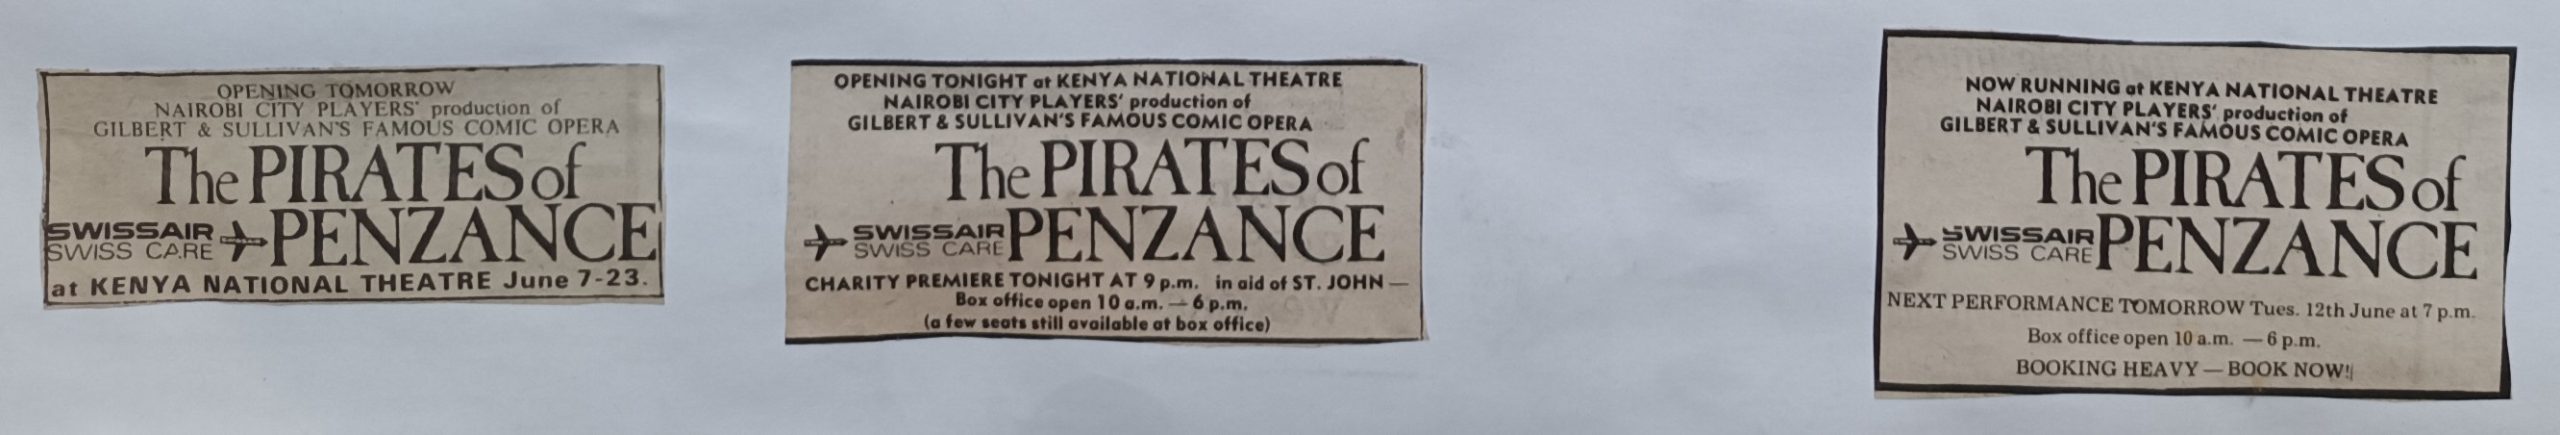 OPENING TOMORROW
NAIROBI CITY PLAYERS' production of
GILBERT & SULLIVAN'S FAMOUS COMIC OPERA
The PIRATES of
SWISSAIR
SWISS CARE
PENZANCE
at KENYA NATIONAL THEATRE June 7-23.
OPENING TONIGHT at KENYA NATIONAL THEATRE
NAIROBI CITY PLAYERS' production of
GILBERT & SULLIVAN'S FAMOUS COMIC OPERA
The PIRATES of
SWISSAIR
SWISS CARE
PENZANCE
CHARITY PREMIERE TONIGHT AT 9 p.m. in aid of ST. JOHN —
Box office open 10 a.m. — 6 p.m.
(a few seats still available at box office)
NOW RUNNING at KENYA NATIONAL THEATRE
NAIROBI CITY PLAYERS' production of
GILBERT & SULLIVAN'S FAMOUS COMIC OPERA
The PIRATES of
SWISSAIR
SWISS CARE
PENZANCE
NEXT PERFORMANCE TOMORROW Tues. 12th June at 7 p.m.
Box office open 10 a.m. — 6 p.m.
BOOKING HEAVY — BOOK NOW!